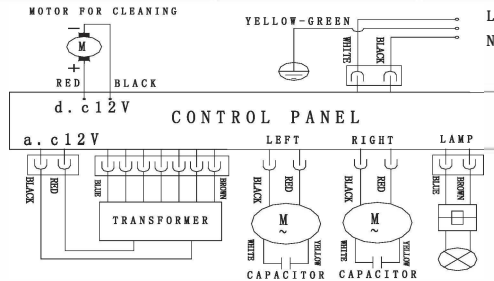 MOTOR FOR CLEANING
YELLOW-GREEN
L
N
WHITE
BLACK
−
M
+
RED
BLACK
d.c12V
CONTROL PANEL
a.c12V
LEFT
RIGHT
LAMP
BLACK
RED
BLUE
BROWN
BLACK
RED
BLACK
RED
BLUE
BROWN
TRANSFORMER
M
~
M
~
WHITE
YELLOW
WHITE
YELLOW
CAPACITOR
CAPACITOR